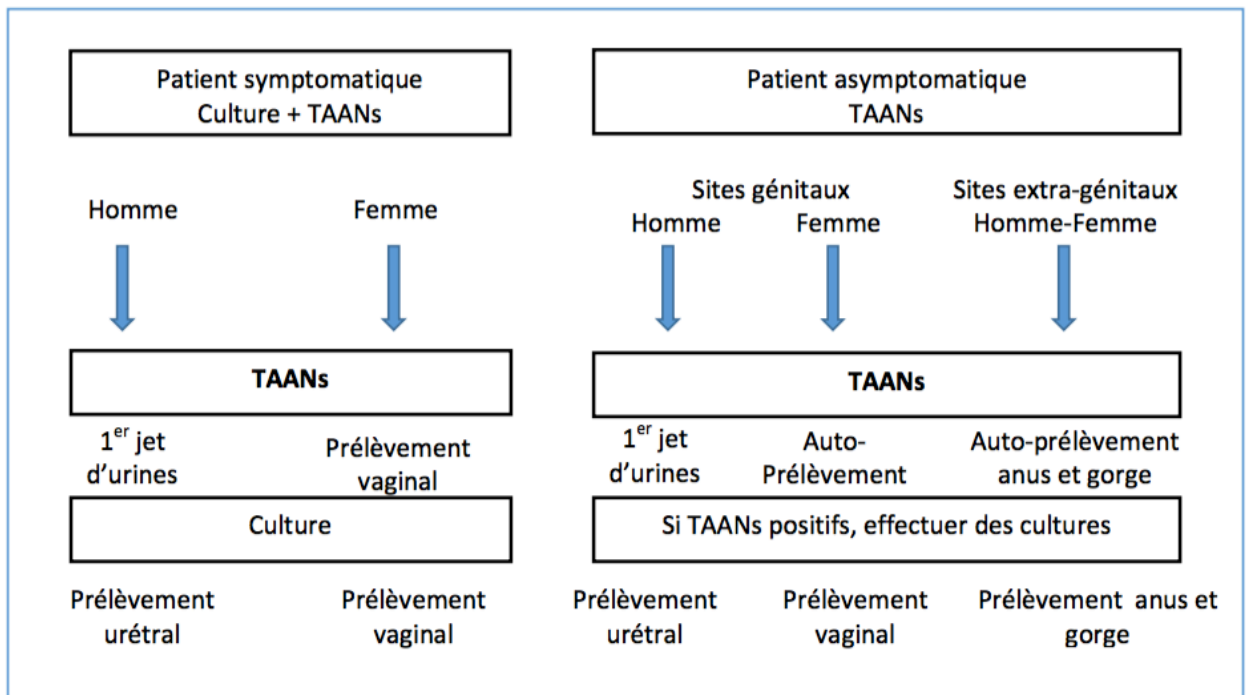 Patient symptomatique
Culture + TAANs
Homme
Femme
TAANs
1er jet
d'urines
Prélèvement
vaginal
Culture
Prélèvement
urétral
Prélèvement
vaginal
Patient asymptomatique
TAANs
Sites génitaux
Homme
Femme
Sites extra-génitaux
Homme-Femme
TAANs
1er jet
d'urines
Auto-
Prélèvement
Auto-prélèvement
anus et gorge
Si TAANs positifs, effectuer des cultures
Prélèvement
urétral
Prélèvement
vaginal
Prélèvement anus et
gorge